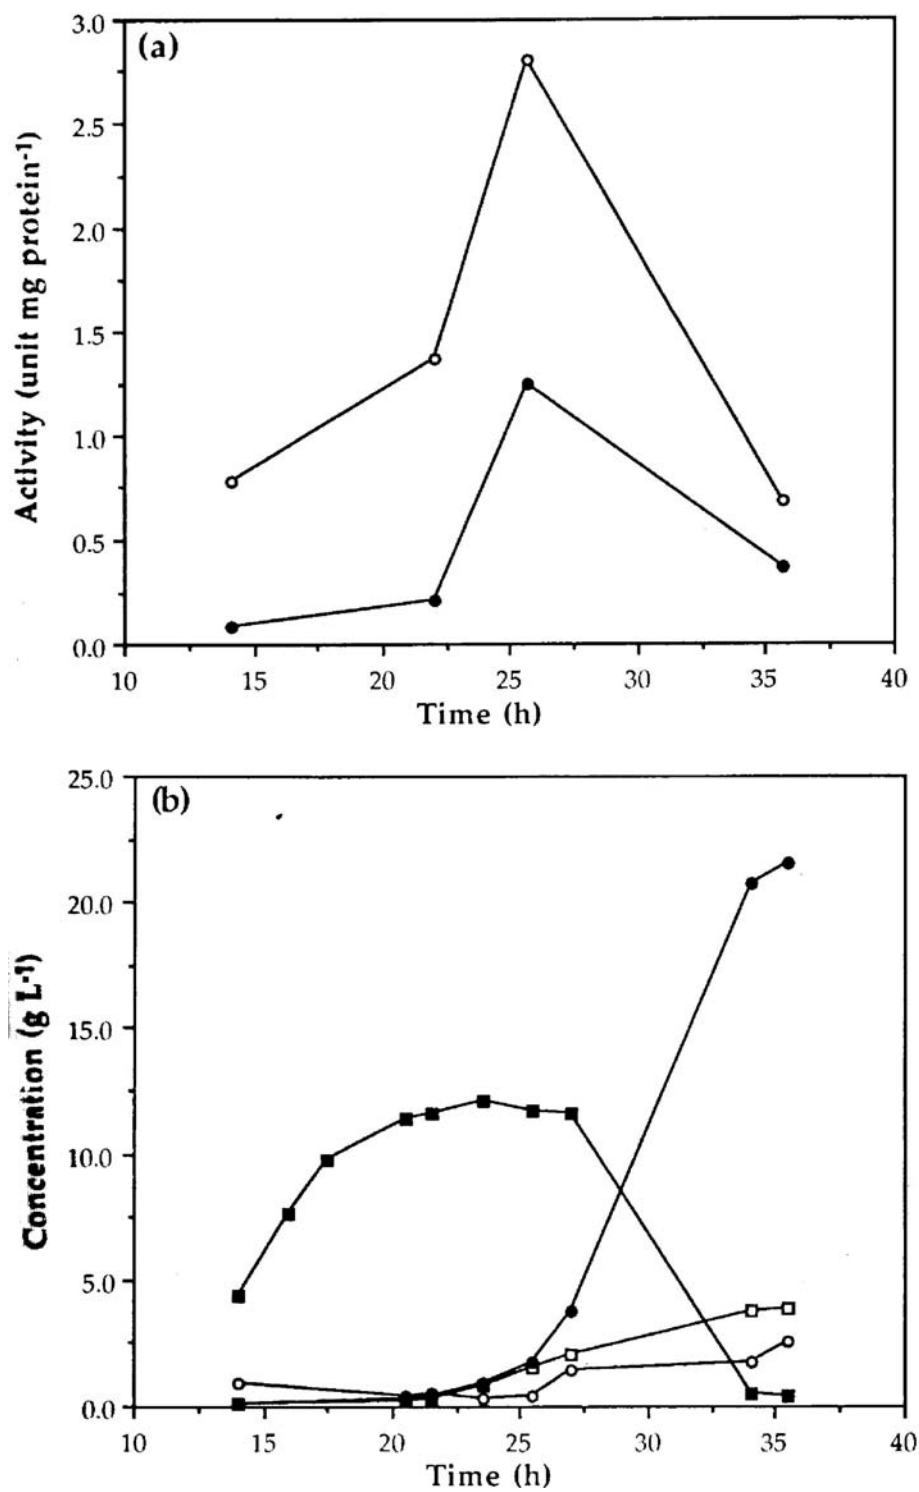 (a)
Activity (unit mg protein⁻¹)
3.0
2.5
2.0
1.5
1.0
0.5
0.0
10 15 20 25 30 35 40
Time (h)
(b)
Concentration (g L⁻¹)
25.0
20.0
15.0
10.0
5.0
0.0
10 15 20 25 30 35 40
Time (h)